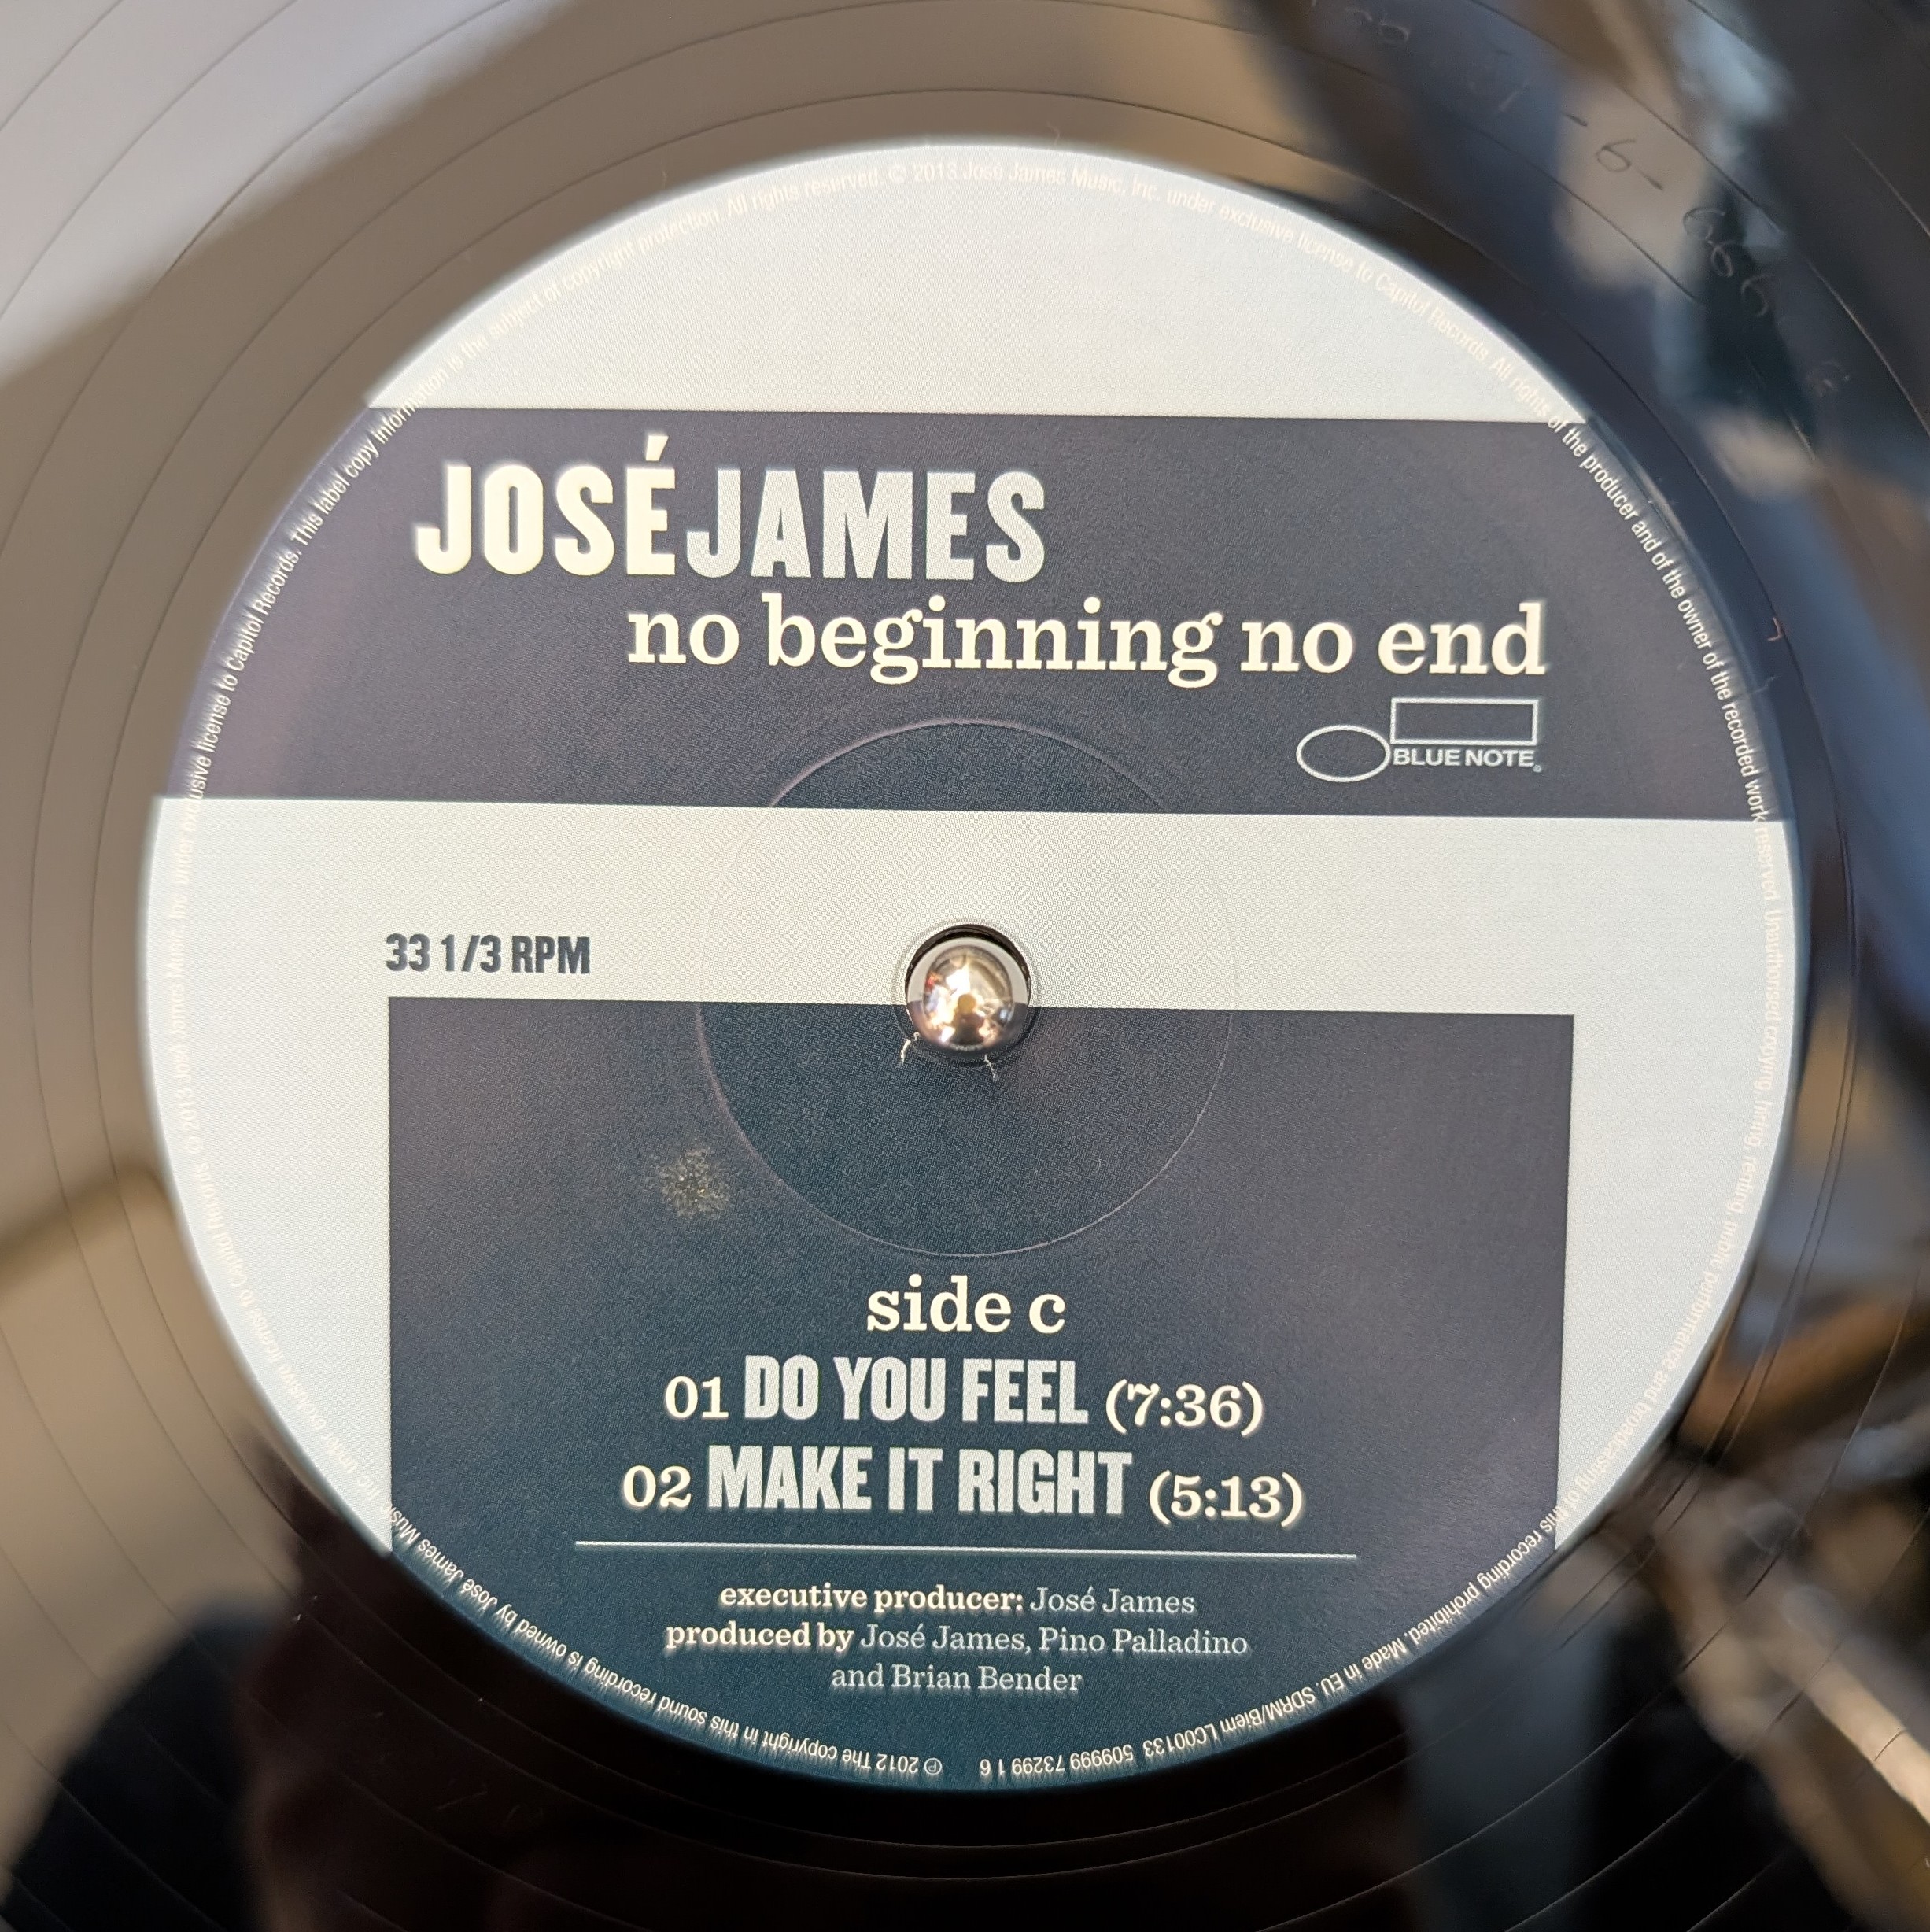 JOSÉJAMES
no beginning no end
BLUE NOTE
33 1/3 RPM
side c
01 DO YOU FEEL (7:36)
02 MAKE IT RIGHT (5:13)
executive producer: José James
produced by José James, Pino Palladino
and Brian Bender
℗ 2012 The copyright in this sound recording is owned by José James Music, Inc. under exclusive license to Capitol Records. © 2013 José James Music, Inc under exclusive license to Capitol Records. This label copy information is the subject of copyright protection. All rights reserved. © 2013 José James Music, Inc. under exclusive license to Capitol Records. All rights of the producer and of the owner of the recorded work reserved. Unauthorised copying, hiring, renting, public performance and broadcasting of this recording prohibited. Made in EU. SDRM/Biem LC00133 509999 73299 1 6